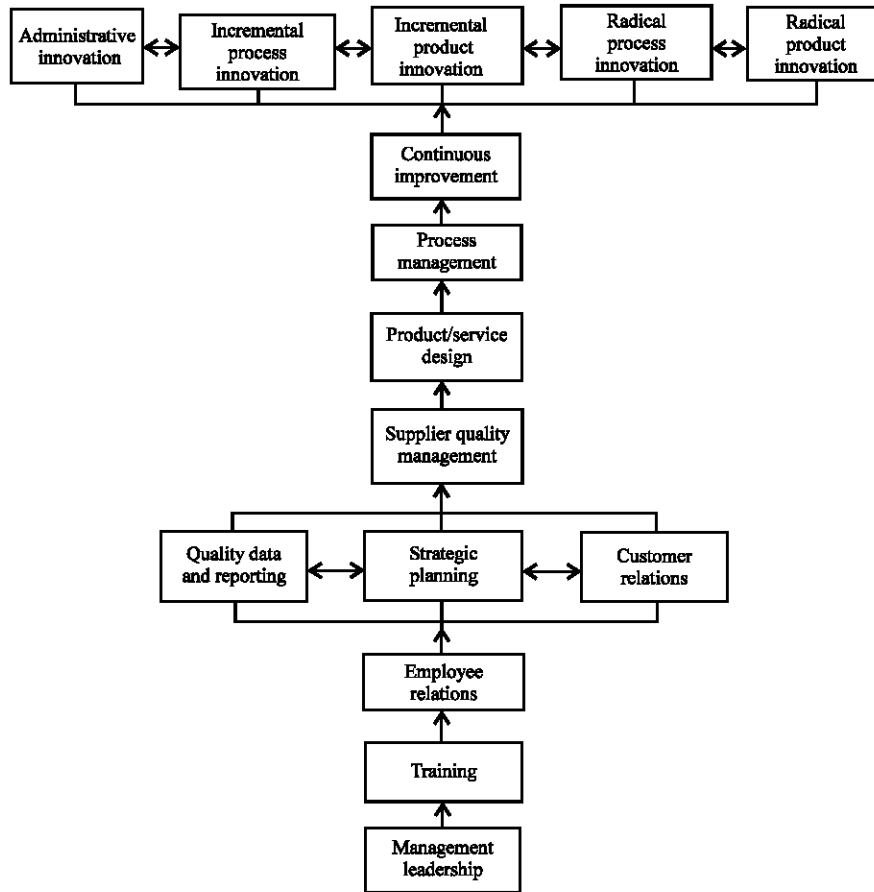 Administrative
innovation
Incremental
process
innovation
Incremental
product
innovation
Radical
process
innovation
Radical
product
innovation
Continuous
improvement
Process
management
Product/service
design
Supplier quality
management
Quality data
and reporting
Strategic
planning
Customer
relations
Employee
relations
Training
Management
leadership